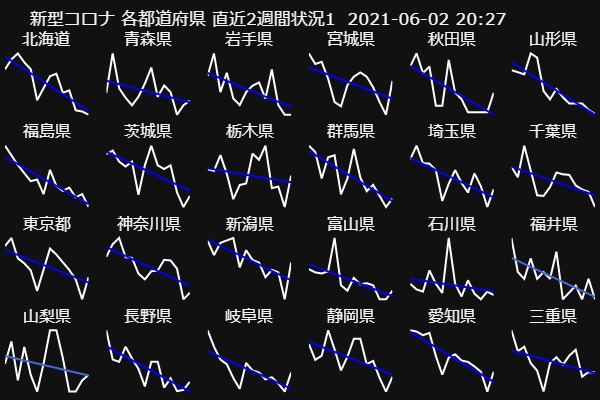 新型コロナ 各都道府県 直近2週間状況1 2021-06-02 20:27
北海道 青森県 岩手県 宮城県 秋田県 山形県
福島県 茨城県 栃木県 群馬県 埼玉県 千葉県
東京都 神奈川県 新潟県 富山県 石川県 福井県
山梨県 長野県 岐阜県 静岡県 愛知県 三重県